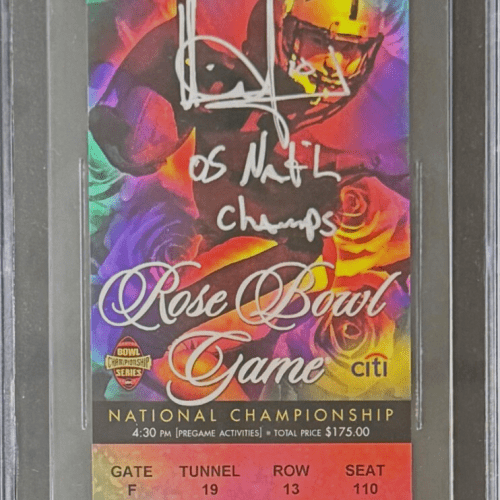 05 Nat'L
Champs
Rose Bowl
Game
BOWL
CHAMPIONSHIP
SERIES
citi
NATIONAL CHAMPIONSHIP
4:30 PM [PREGAME ACTIVITIES] • TOTAL PRICE $175.00
GATE TUNNEL ROW SEAT
F 19 13 110